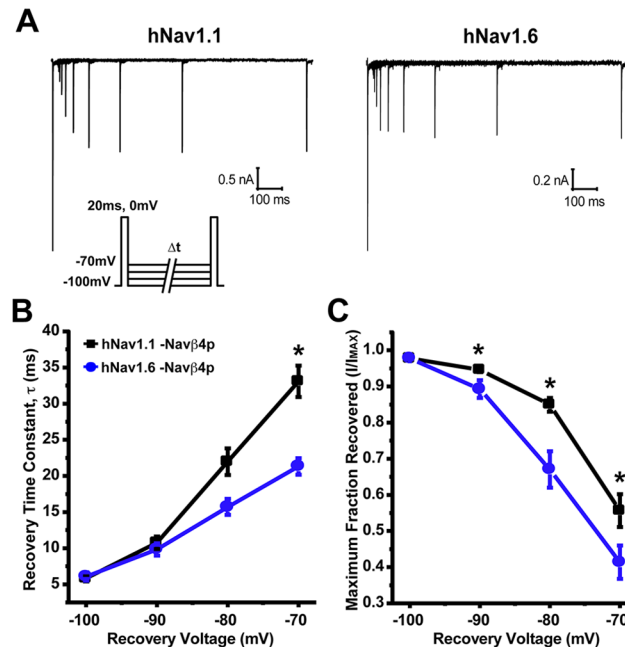 A
hNav1.1
hNav1.6
0.5 nA
100 ms
0.2 nA
100 ms
20ms, 0mV
Δt
-70mV
-100mV
B
C
hNav1.1 -Navβ4p
hNav1.6 -Navβ4p
*
Recovery Time Constant, τ (ms)
40
35
30
25
20
15
10
5
-100
-90
-80
-70
Recovery Voltage (mV)
*
*
*
Maximum Fraction Recovered (I/IMAX)
1.0
0.9
0.8
0.7
0.6
0.5
0.4
0.3
-100
-90
-80
-70
Recovery Voltage (mV)